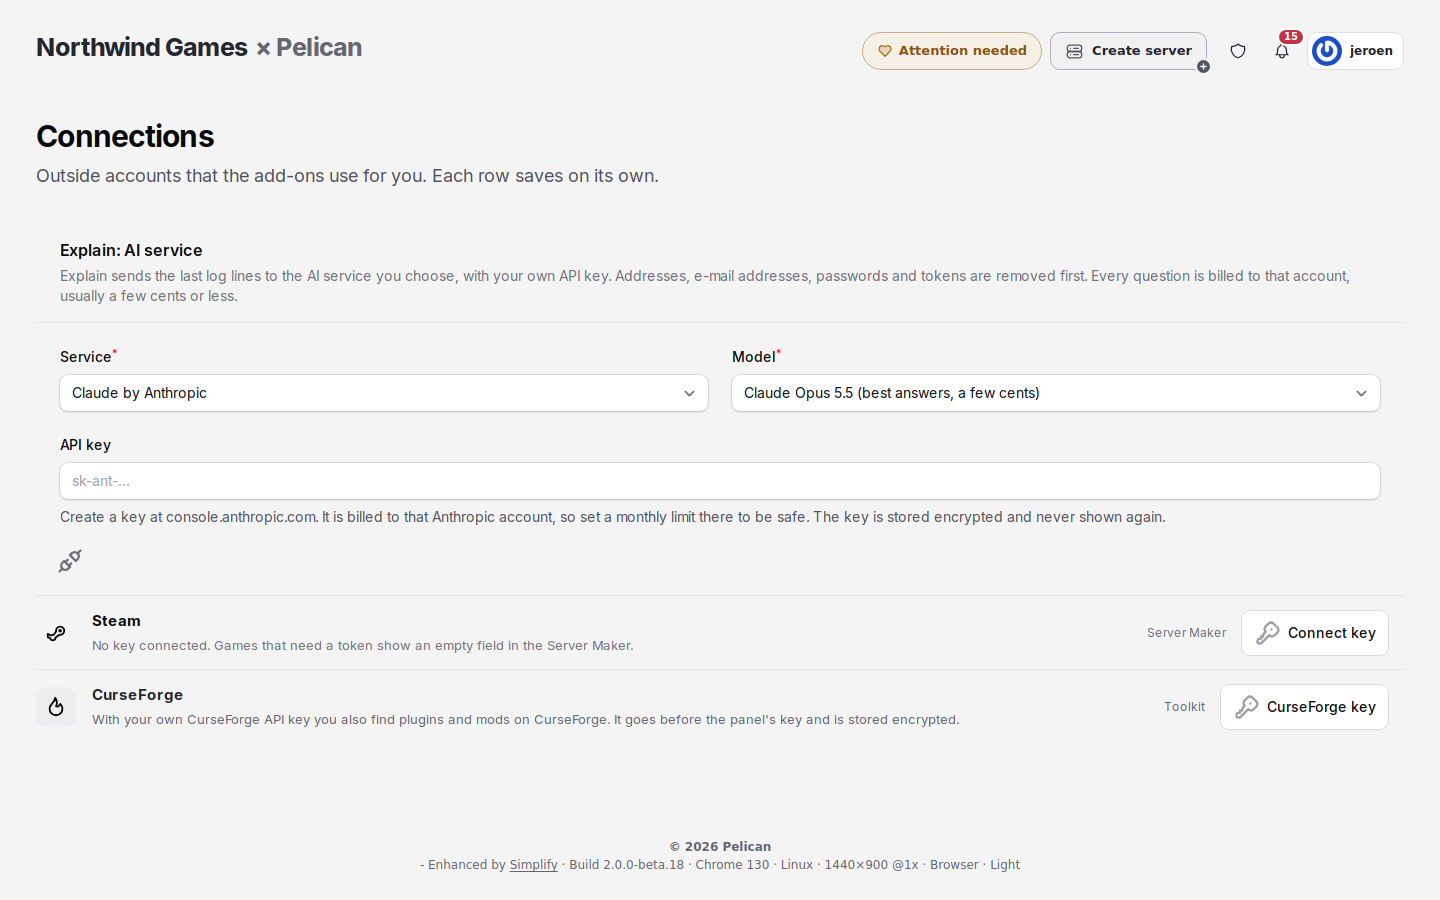 Northwind Games × Pelican
Attention needed
Create server
15
jeroen
Connections
Outside accounts that the add-ons use for you. Each row saves on its own.
Explain: AI service
Explain sends the last log lines to the AI service you choose, with your own API key. Addresses, e-mail addresses, passwords and tokens are removed first. Every question is billed to that account,
usually a few cents or less.
Service*
Model*
Claude by Anthropic
Claude Opus 5.5 (best answers, a few cents)
API key
sk-ant-...
Create a key at console.anthropic.com. It is billed to that Anthropic account, so set a monthly limit there to be safe. The key is stored encrypted and never shown again.
Steam
No key connected. Games that need a token show an empty field in the Server Maker.
Server Maker
Connect key
CurseForge
With your own CurseForge API key you also find plugins and mods on CurseForge. It goes before the panel's key and is stored encrypted.
Toolkit
CurseForge key
© 2026 Pelican
- Enhanced by Simplify · Build 2.0.0-beta.18 · Chrome 130 · Linux · 1440×900 @1x · Browser · Light